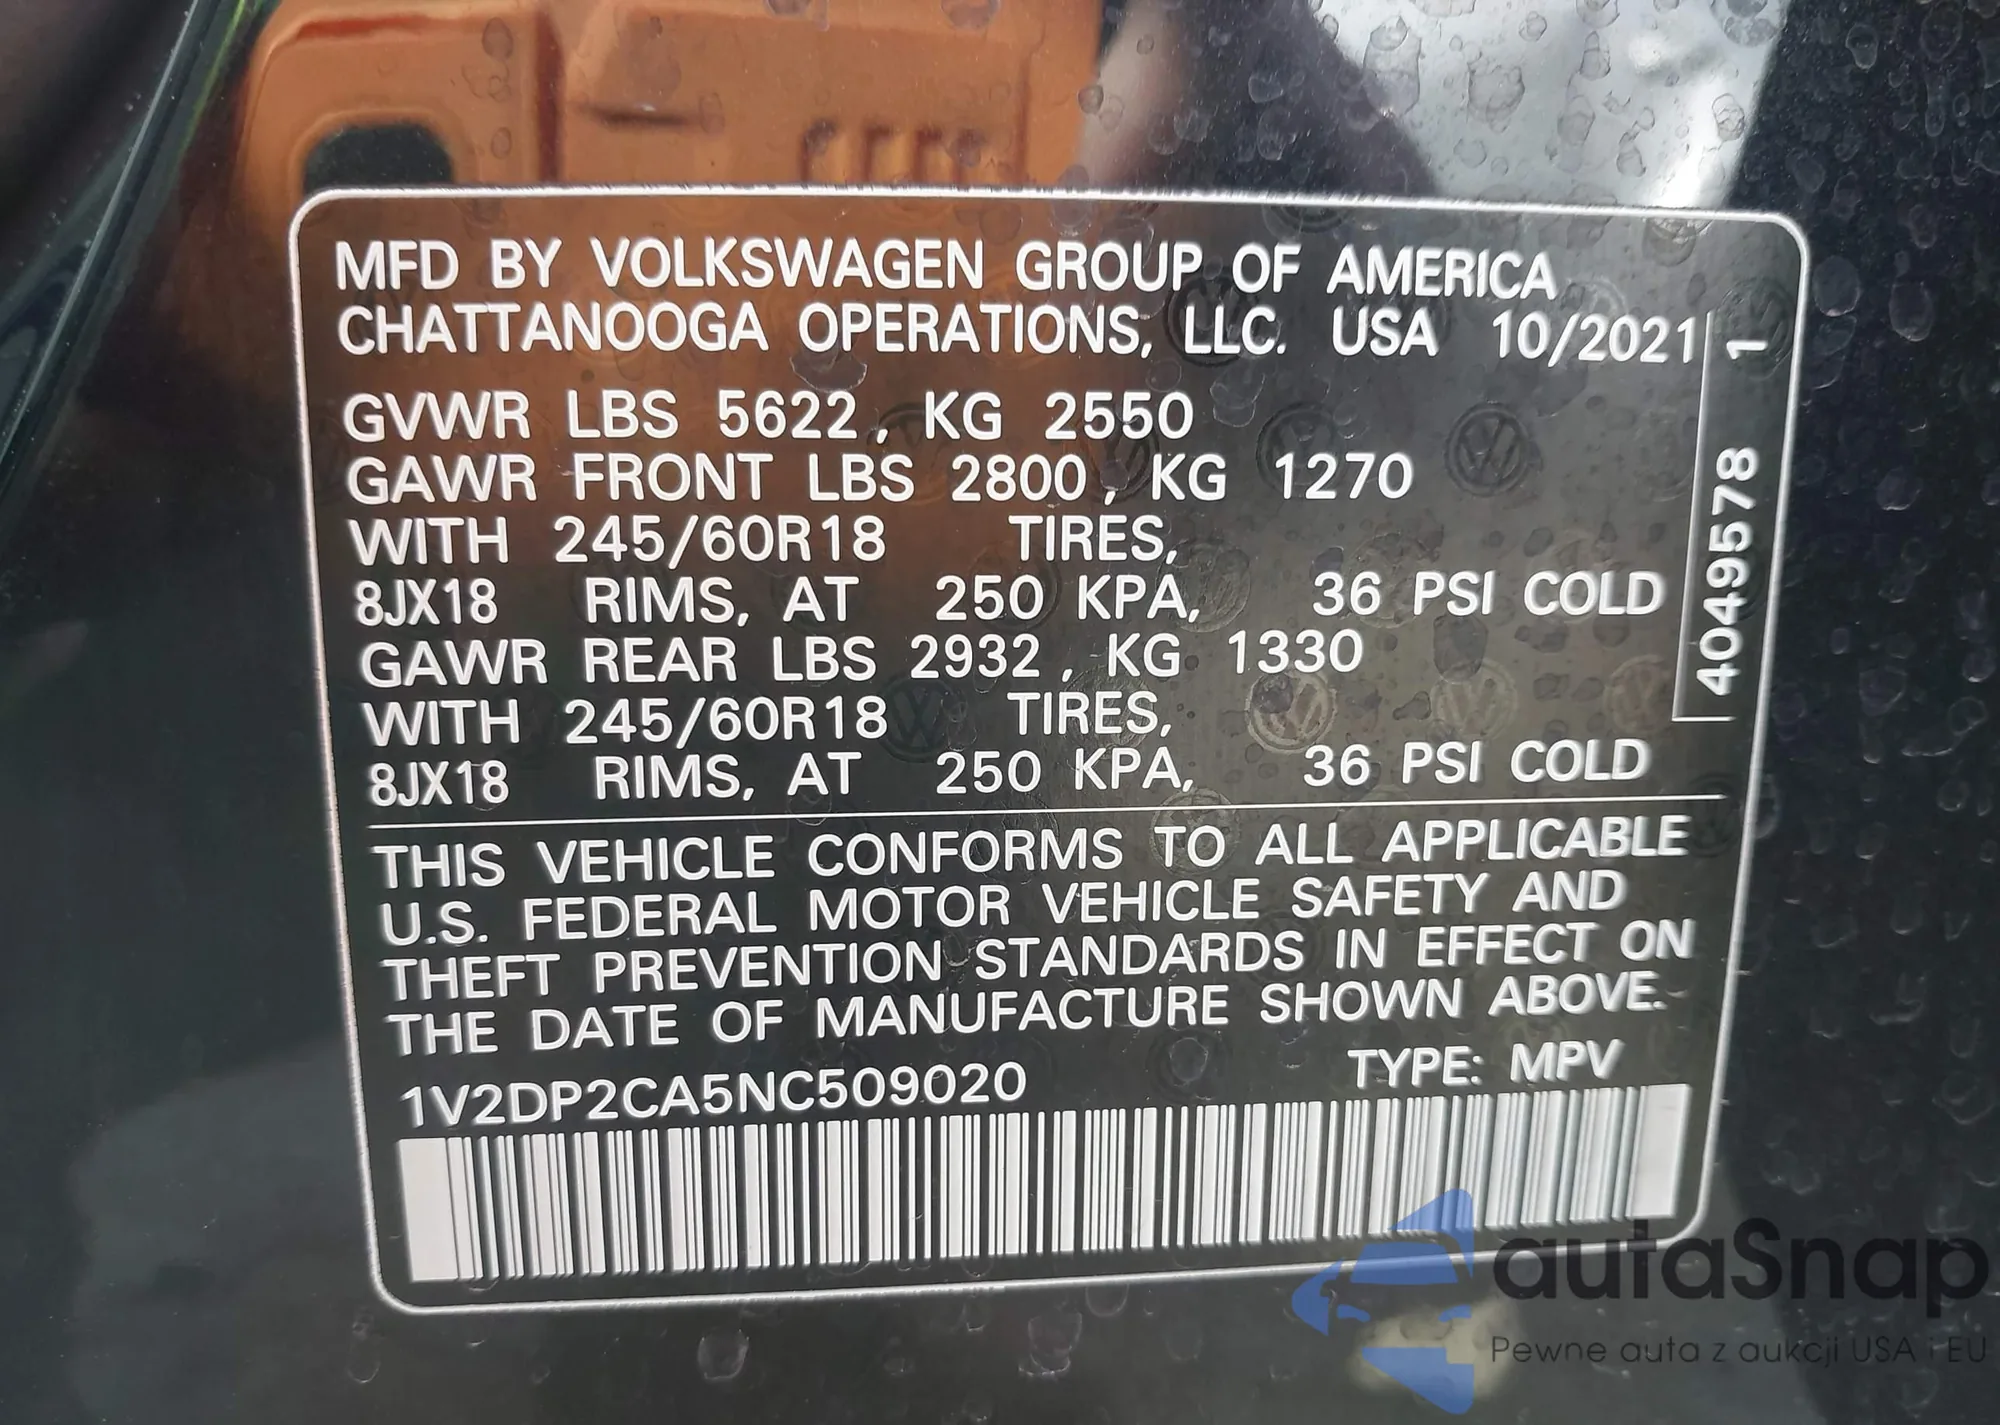 MFD BY VOLKSWAGEN GROUP OF AMERICA
CHATTANOOGA OPERATIONS, LLC. USA 10/2021
GVWR LBS 5622, KG 2550
GAWR FRONT LBS 2800, KG 1270
WITH 245/60R18 TIRES,
8JX18 RIMS, AT 250 KPA, 36 PSI COLD
GAWR REAR LBS 2932, KG 1330
WITH 245/60R18 TIRES,
8JX18 RIMS, AT 250 KPA, 36 PSI COLD
4049578 1
THIS VEHICLE CONFORMS TO ALL APPLICABLE
U.S. FEDERAL MOTOR VEHICLE SAFETY AND
THEFT PREVENTION STANDARDS IN EFFECT ON
THE DATE OF MANUFACTURE SHOWN ABOVE.
1V2DP2CA5NC509020 TYPE: MPV
autaSnap
Pewne auta z aukcji USA i EU